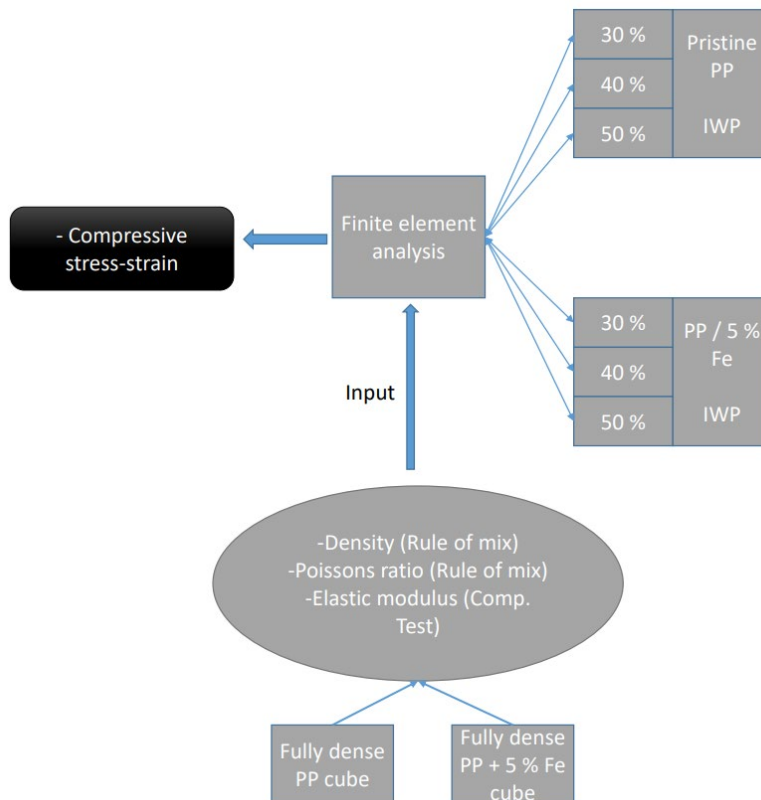 30 %
40 %
50 %
Pristine
PP
IWP
Finite element
analysis
- Compressive
stress-strain
30 %
40 %
50 %
PP / 5 %
Fe
IWP
Input
-Density (Rule of mix)
-Poissons ratio (Rule of mix)
-Elastic modulus (Comp.
Test)
Fully dense
PP cube
Fully dense
PP + 5 % Fe
cube